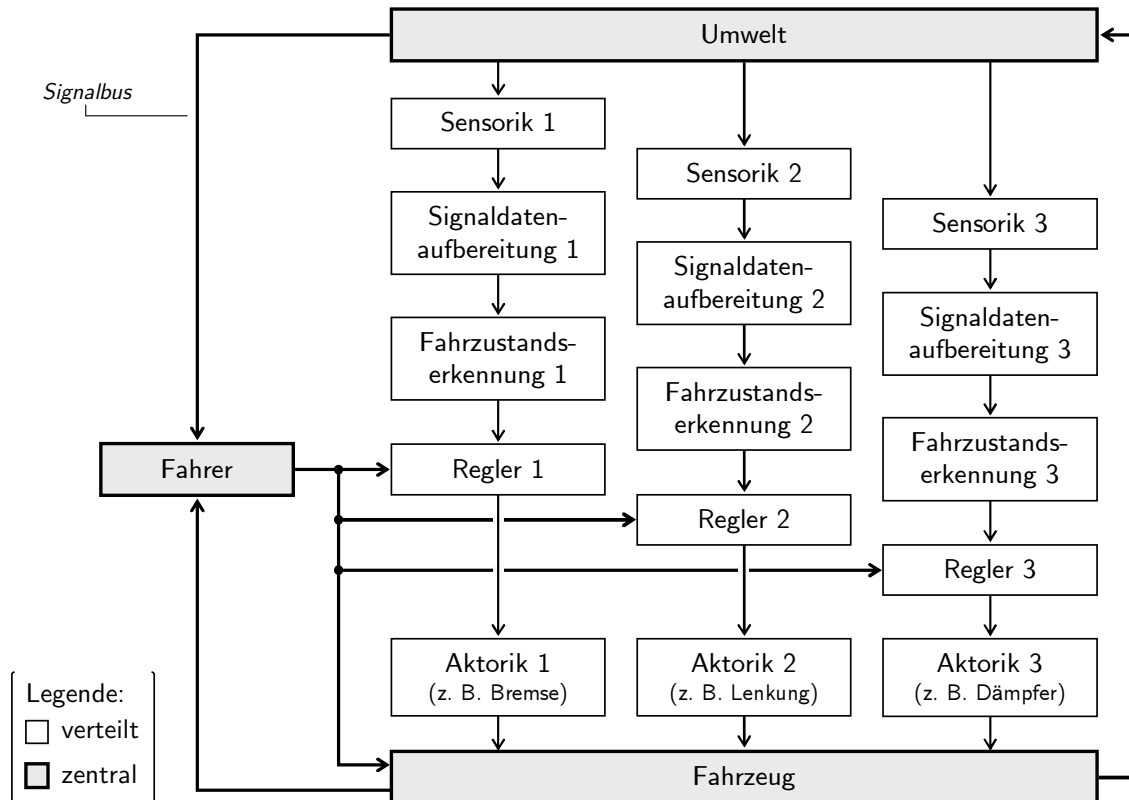 Umwelt
Signalbus
Sensorik 1
Signaldaten-
aufbereitung 1
Fahrzustands-
erkennung 1
Regler 1
Aktorik 1
(z. B. Bremse)
Sensorik 2
Signaldaten-
aufbereitung 2
Fahrzustands-
erkennung 2
Regler 2
Aktorik 2
(z. B. Lenkung)
Sensorik 3
Signaldaten-
aufbereitung 3
Fahrzustands-
erkennung 3
Regler 3
Aktorik 3
(z. B. Dämpfer)
Fahrer
Fahrzeug
Legende:
verteilt
zentral